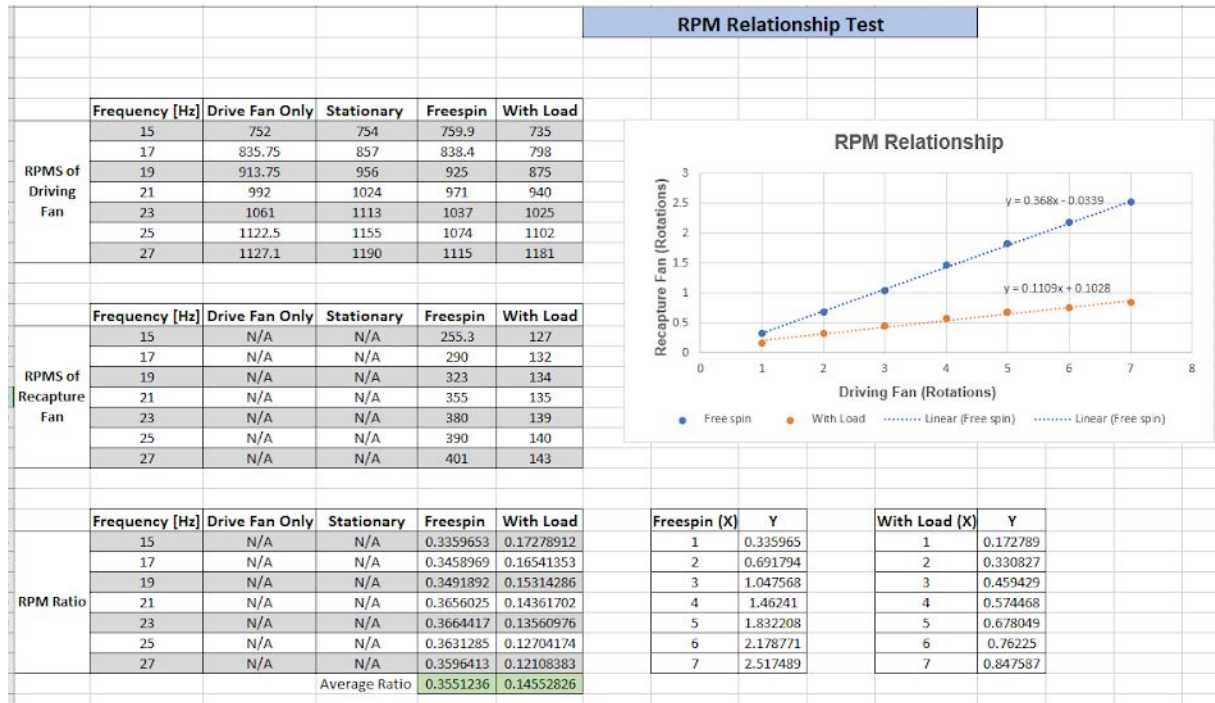 RPM Relationship Test
Frequency [Hz] Drive Fan Only Stationary Freespin With Load
RPMS of Driving Fan
15 752 754 759.9 735
17 835.75 857 838.4 798
19 913.75 956 925 875
21 992 1024 971 940
23 1061 1113 1037 1025
25 1122.5 1155 1074 1102
27 1127.1 1190 1115 1181
RPM Relationship
3
2.5
2
1.5
1
0.5
0
Recapture Fan (Rotations)
y = 0.368x - 0.0339
y = 0.1109x + 0.1028
0 1 2 3 4 5 6 7 8
Driving Fan (Rotations)
Free spin With Load Linear (Free spin) Linear (Free spin)
Frequency [Hz] Drive Fan Only Stationary Freespin With Load
RPMS of Recapture Fan
15 N/A N/A 255.3 127
17 N/A N/A 290 132
19 N/A N/A 323 134
21 N/A N/A 355 135
23 N/A N/A 380 139
25 N/A N/A 390 140
27 N/A N/A 401 143
Frequency [Hz] Drive Fan Only Stationary Freespin With Load
RPM Ratio
15 N/A N/A 0.3359653 0.17278912
17 N/A N/A 0.3458969 0.16541353
19 N/A N/A 0.3491892 0.15314286
21 N/A N/A 0.3656025 0.14361702
23 N/A N/A 0.3664417 0.13560976
25 N/A N/A 0.3631285 0.12704174
27 N/A N/A 0.3596413 0.12108383
Average Ratio 0.3551236 0.14552826
Freespin (X) Y
1 0.335965
2 0.691794
3 1.047568
4 1.46241
5 1.832208
6 2.178771
7 2.517489
With Load (X) Y
1 0.172789
2 0.330827
3 0.459429
4 0.574468
5 0.678049
6 0.76225
7 0.847587